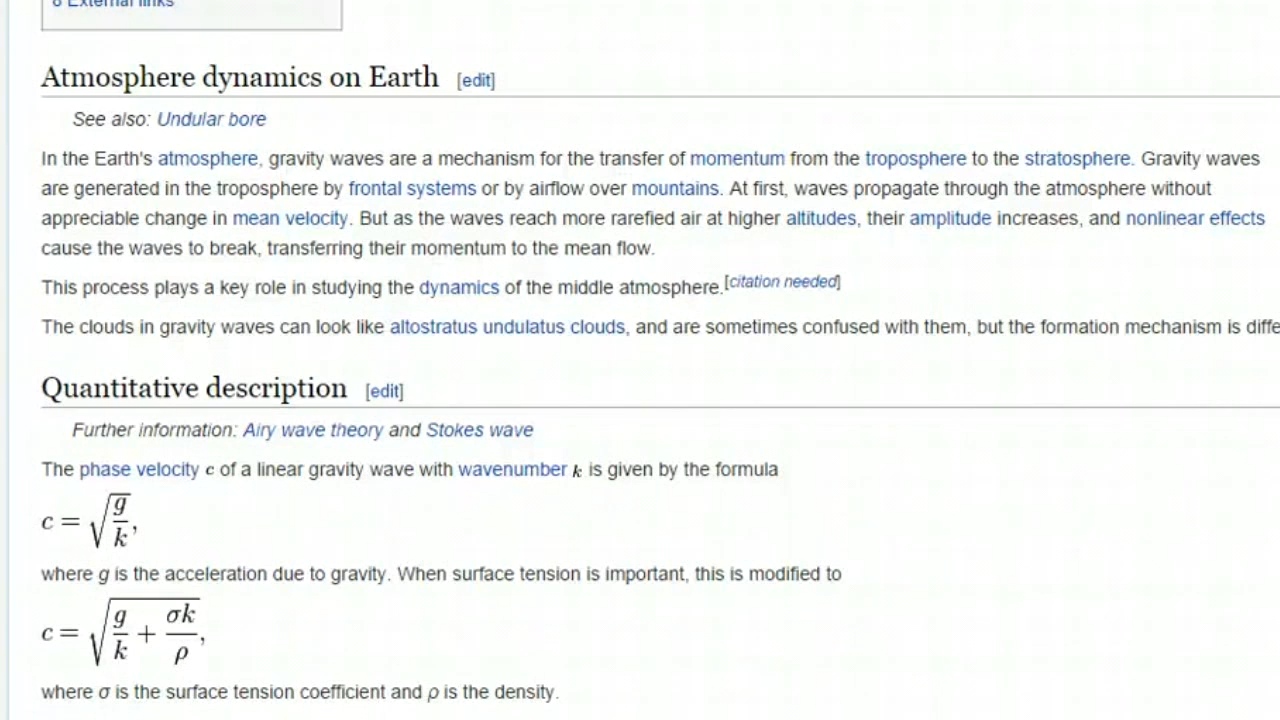 8 External links
Atmosphere dynamics on Earth [edit]
See also: Undular bore
In the Earth's atmosphere, gravity waves are a mechanism for the transfer of momentum from the troposphere to the stratosphere. Gravity waves
are generated in the troposphere by frontal systems or by airflow over mountains. At first, waves propagate through the atmosphere without
appreciable change in mean velocity. But as the waves reach more rarefied air at higher altitudes, their amplitude increases, and nonlinear effects
cause the waves to break, transferring their momentum to the mean flow.
This process plays a key role in studying the dynamics of the middle atmosphere.[citation needed]
The clouds in gravity waves can look like altostratus undulatus clouds, and are sometimes confused with them, but the formation mechanism is diffe
Quantitative description [edit]
Further information: Airy wave theory and Stokes wave
The phase velocity c of a linear gravity wave with wavenumber k is given by the formula
c = √(g/k),
where g is the acceleration due to gravity. When surface tension is important, this is modified to
c = √(g/k + σk/ρ),
where σ is the surface tension coefficient and ρ is the density.